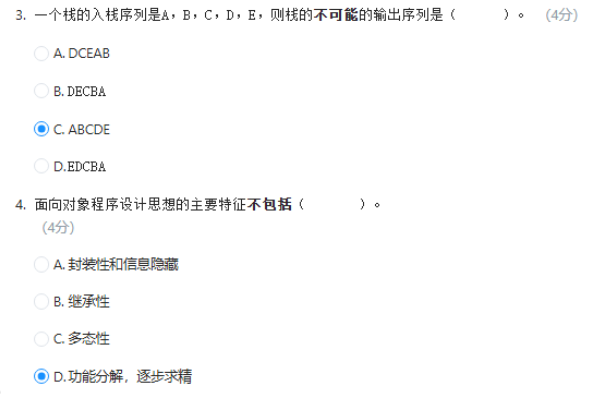 3. 一个栈的入栈序列是A，B，C，D，E，则栈的不可能的输出序列是（　　）。 (4分)
A. DCEAB
B. DECBA
C. ABCDE
D.EDCBA
4. 面向对象程序设计思想的主要特征不包括（　　）。
(4分)
A. 封装性和信息隐藏
B. 继承性
C. 多态性
D.功能分解，逐步求精